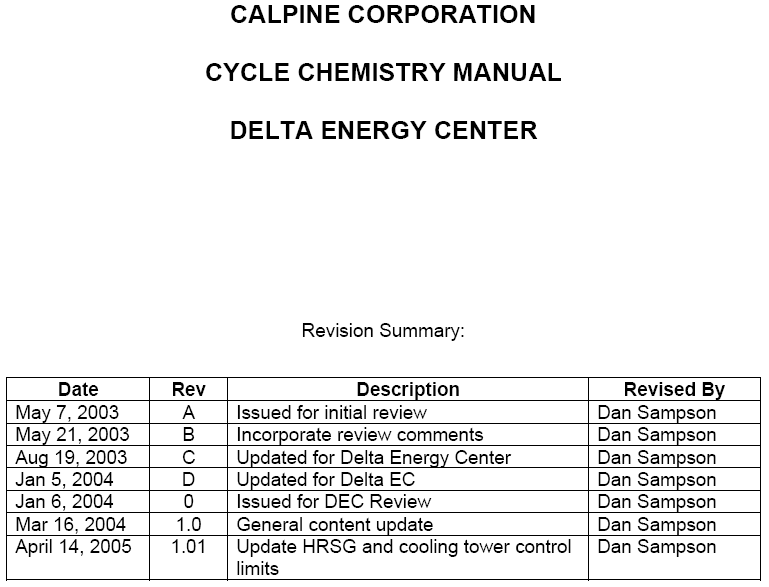 CALPINE CORPORATION
CYCLE CHEMISTRY MANUAL
DELTA ENERGY CENTER
Revision Summary:
Date Rev Description Revised By
May 7, 2003 A Issued for initial review Dan Sampson
May 21, 2003 B Incorporate review comments Dan Sampson
Aug 19, 2003 C Updated for Delta Energy Center Dan Sampson
Jan 5, 2004 D Updated for Delta EC Dan Sampson
Jan 6, 2004 0 Issued for DEC Review Dan Sampson
Mar 16, 2004 1.0 General content update Dan Sampson
April 14, 2005 1.01 Update HRSG and cooling tower control Dan Sampson
limits